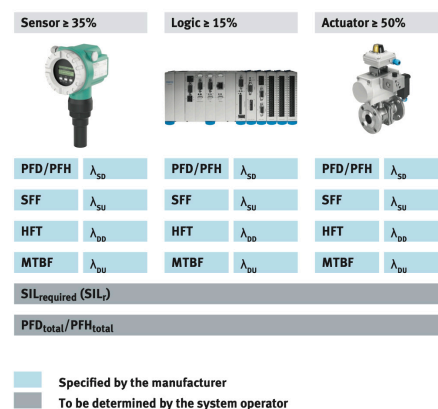 Sensor ≥ 35% Logic ≥ 15% Actuator ≥ 50%
PFD/PFH λSD PFD/PFH λSD PFD/PFH λSD
SFF λSU SFF λSU SFF λSU
HFT λDD HFT λDD HFT λDD
MTBF λDU MTBF λDU MTBF λDU
SILrequired (SILr)
PFDtotal/PFHtotal
Specified by the manufacturer
To be determined by the system operator